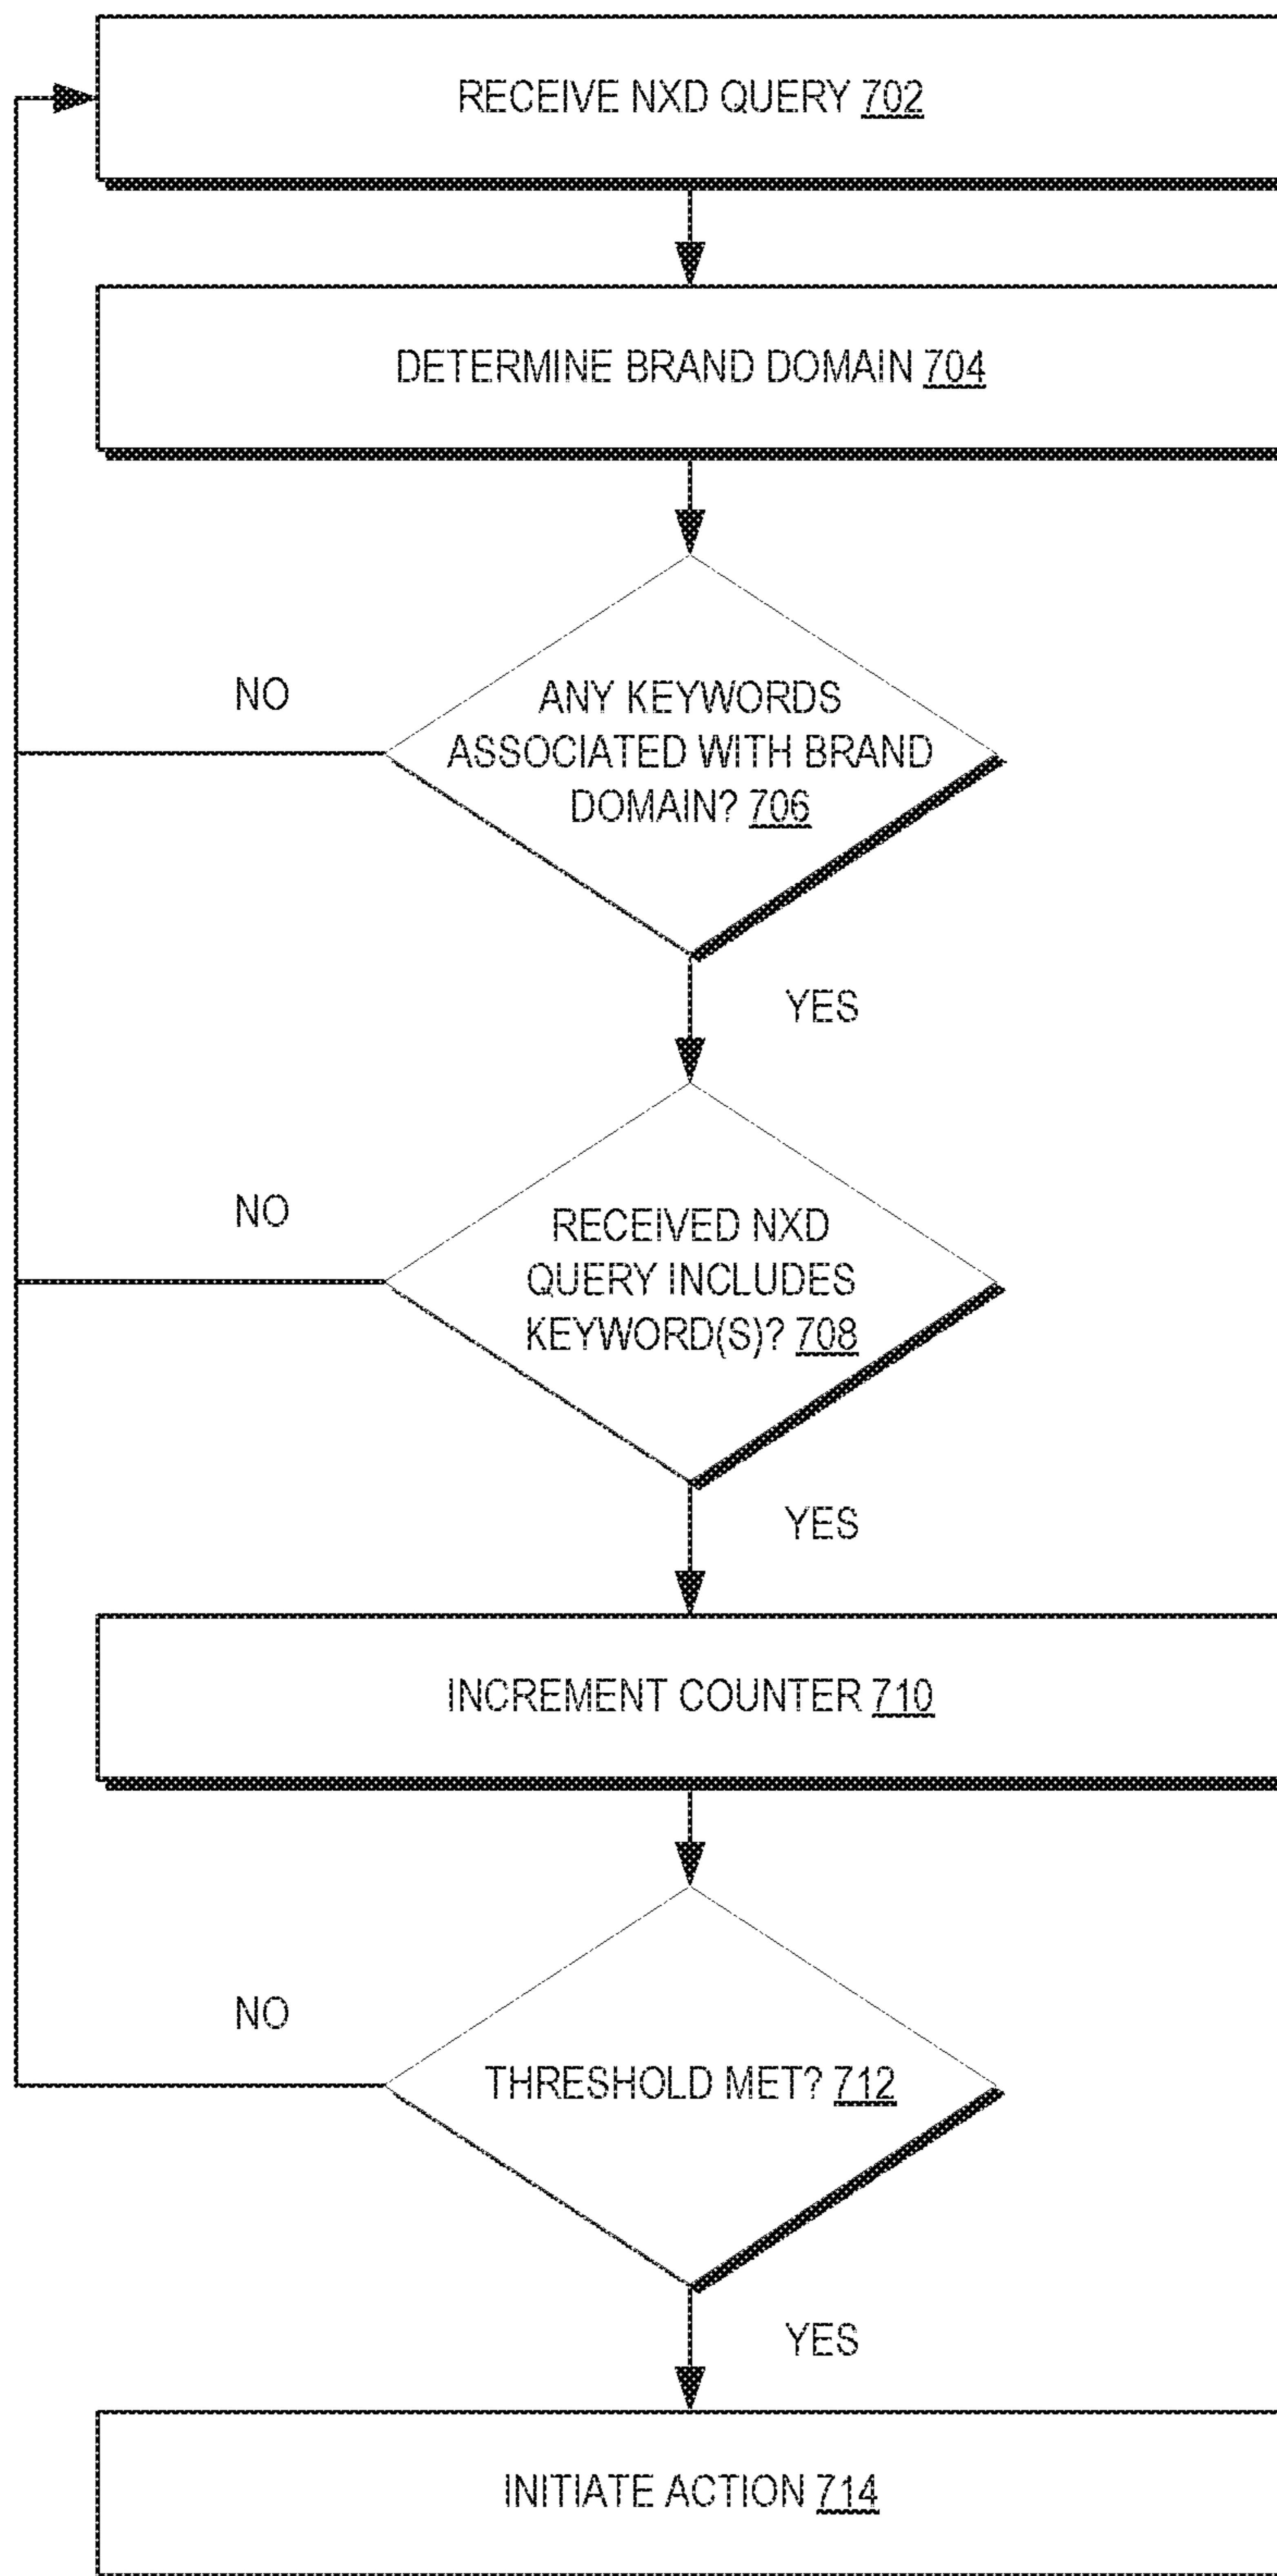 RECEIVE NXD QUERY 702
DETERMINE BRAND DOMAIN 704
NO
ANY KEYWORDS
ASSOCIATED WITH BRAND
DOMAIN? 706
YES
NO
RECEIVED NXD
QUERY INCLUDES
KEYWORD(S)? 708
YES
INCREMENT COUNTER 710
NO
THRESHOLD MET? 712
YES
INITIATE ACTION 714